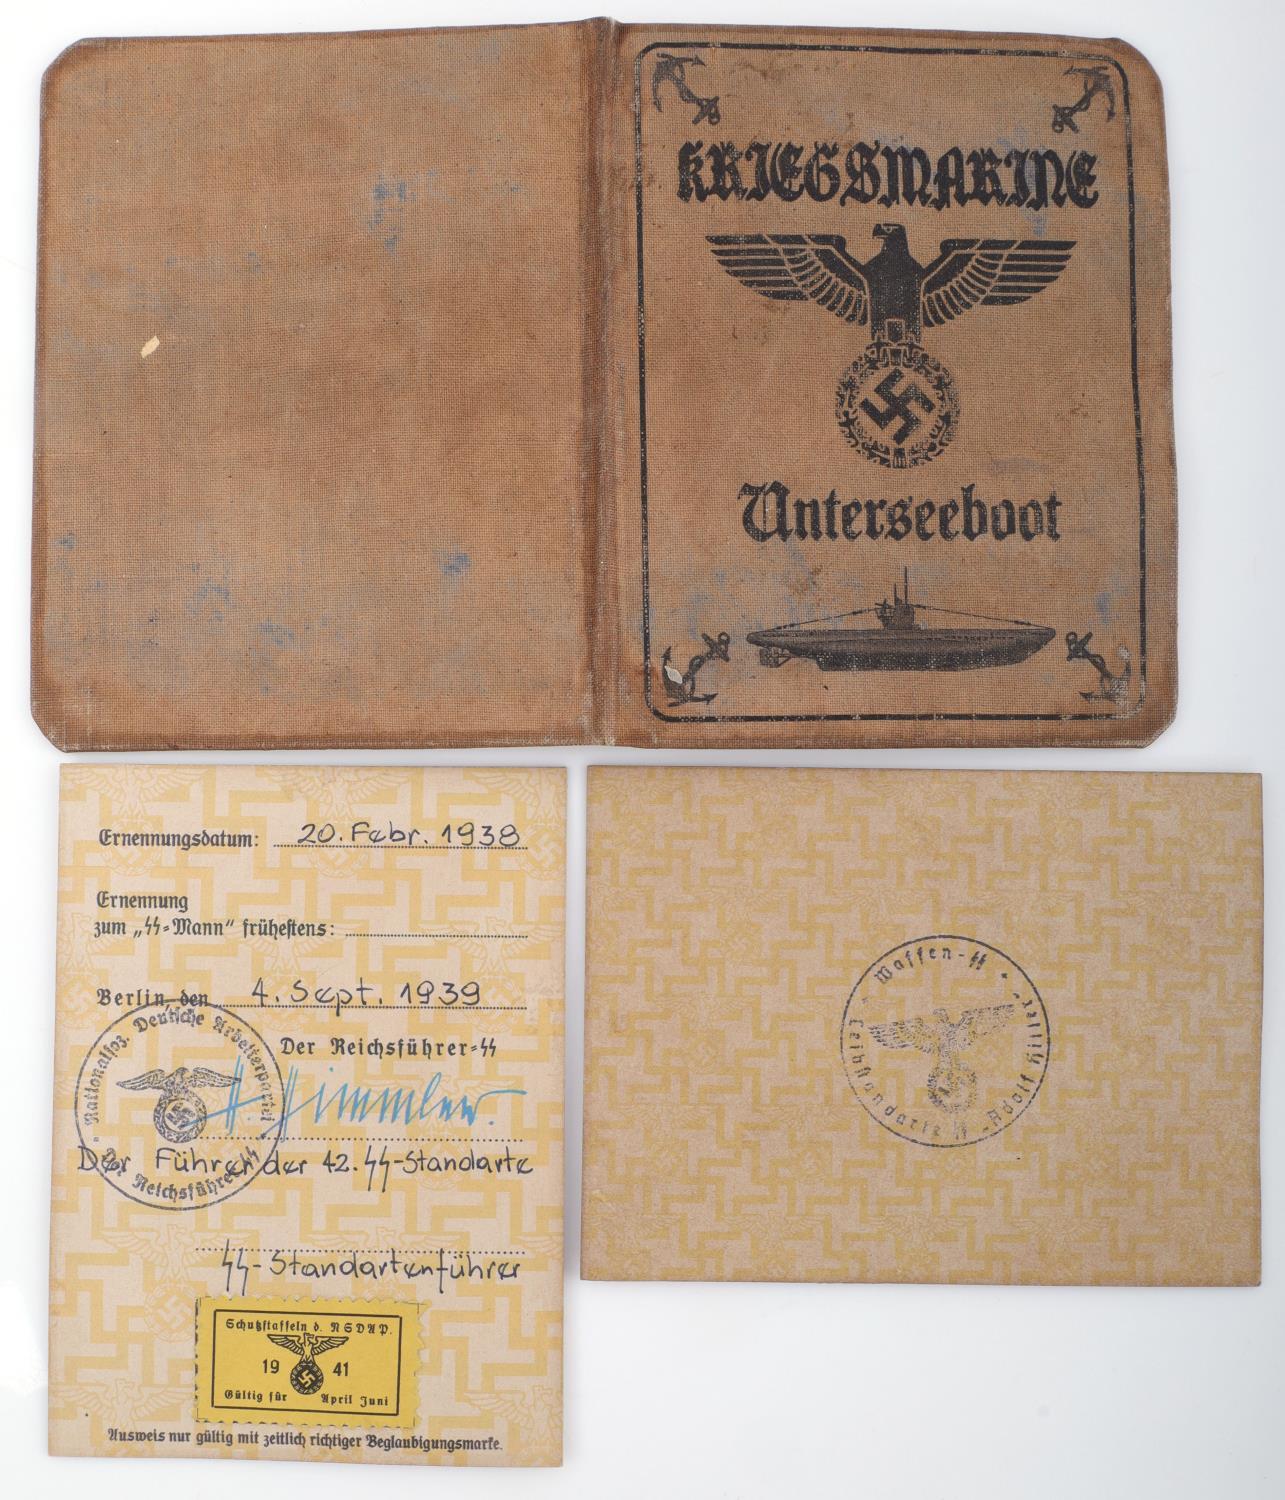 KRIEGSMARINE
Unterseeboot
Ernennungsdatum: 20. Febr. 1938
Ernennung
zum „SS-Mann“ frühestens:
Berlin, den 4. Sept. 1939
Der Reichsführer-SS
H. Himmler.
Der Führer der 42. SS-Standarte
SS-Standartenführer
Nationalsoz. Deutsche Arbeiterpartei
Der Reichsführer SS
Schutzstaffeln d. NSDAP.
19 41
Gültig für April Juni
Ausweis nur gültig mit zeitlich richtiger Beglaubigungsmarke.
Waffen-SS
Leibstandarte SS -Adolf